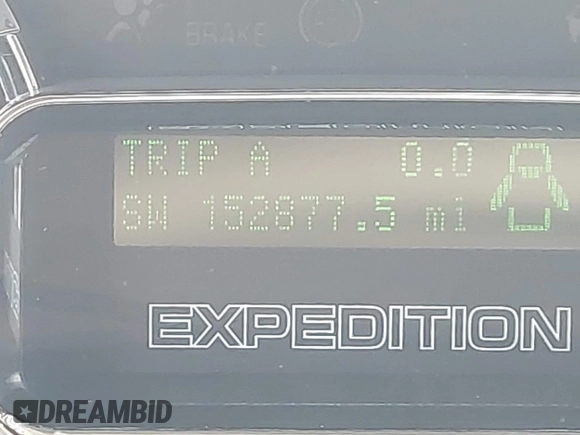 BRAKE
TRIP A 0.0
SW 152877.5 mi
EXPEDITION
DREAMBID